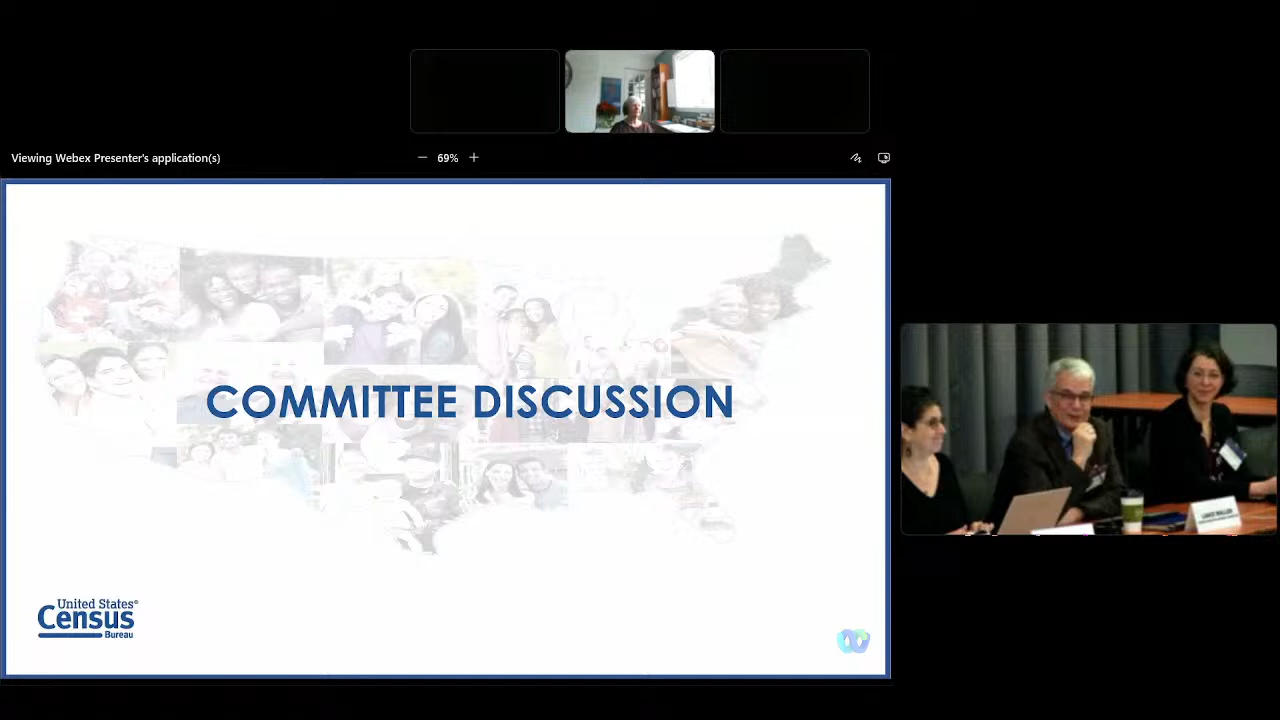 Viewing Webex Presenter's application(s)
69%
COMMITTEE DISCUSSION
United States®
Census
Bureau